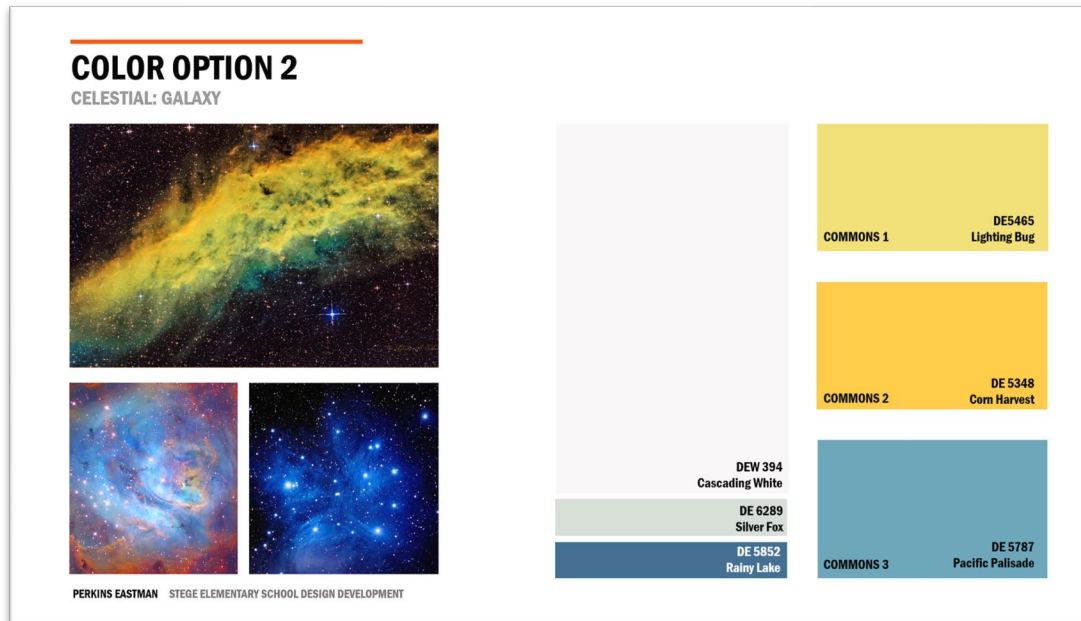 COLOR OPTION 2
CELESTIAL: GALAXY
DEW 394
Cascading White
DE 6289
Silver Fox
DE 5852
Rainy Lake
DE5465
COMMONS 1 Lighting Bug
DE 5348
COMMONS 2 Corn Harvest
DE 5787
COMMONS 3 Pacific Palisade
PERKINS EASTMAN STEGE ELEMENTARY SCHOOL DESIGN DEVELOPMENT